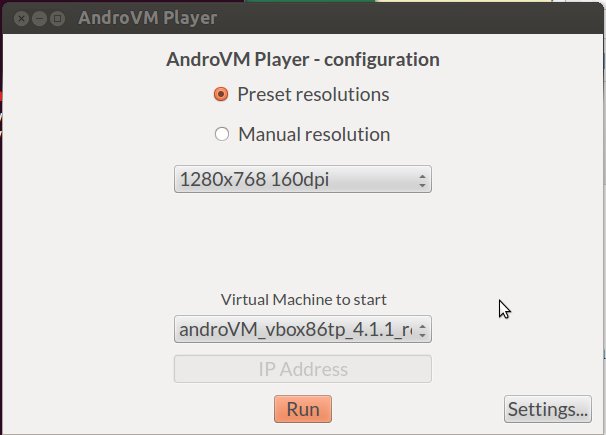 AndroVM Player
AndroVM Player - configuration
Preset resolutions
Manual resolution
1280x768 160dpi
Virtual Machine to start
androVM_vbox86tp_4.1.1_r
IP Address
Run
Settings...